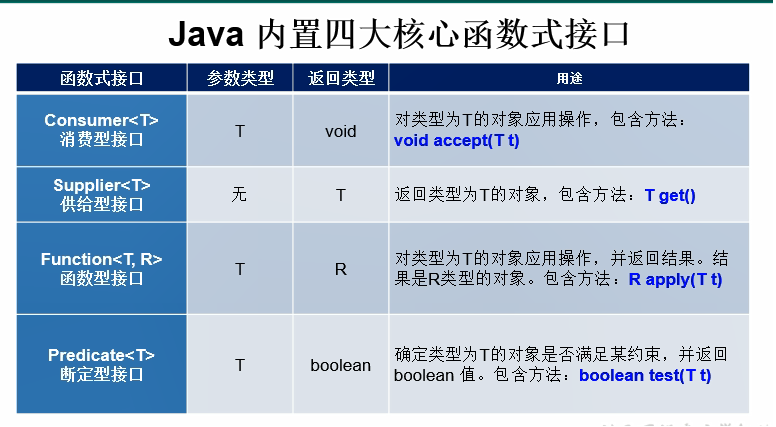 Java 内置四大核心函数式接口
函数式接口 参数类型 返回类型 用途
Consumer<T>
消费型接口
T
void
对类型为T的对象应用操作，包含方法：
void accept(T t)
Supplier<T>
供给型接口
无
T
返回类型为T的对象，包含方法：T get()
Function<T, R>
函数型接口
T
R
对类型为T的对象应用操作，并返回结果。结
果是R类型的对象。包含方法：R apply(T t)
Predicate<T>
断定型接口
T
boolean
确定类型为T的对象是否满足某约束，并返回
boolean 值。包含方法：boolean test(T t)